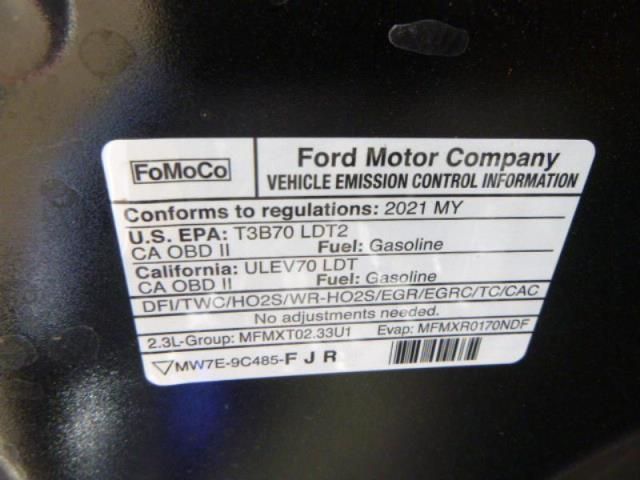 FoMoCo
Ford Motor Company
VEHICLE EMISSION CONTROL INFORMATION
Conforms to regulations: 2021 MY
U.S. EPA: T3B70 LDT2
CA OBD II Fuel: Gasoline
California: ULEV70 LDT
CA OBD II Fuel: Gasoline
DFI/TWC/HO2S/WR-HO2S/EGR/EGRC/TC/CAC
No adjustments needed.
2.3L-Group: MFMXT02.33U1 Evap: MFMXR0170NDF
MW7E-9C485-F J R